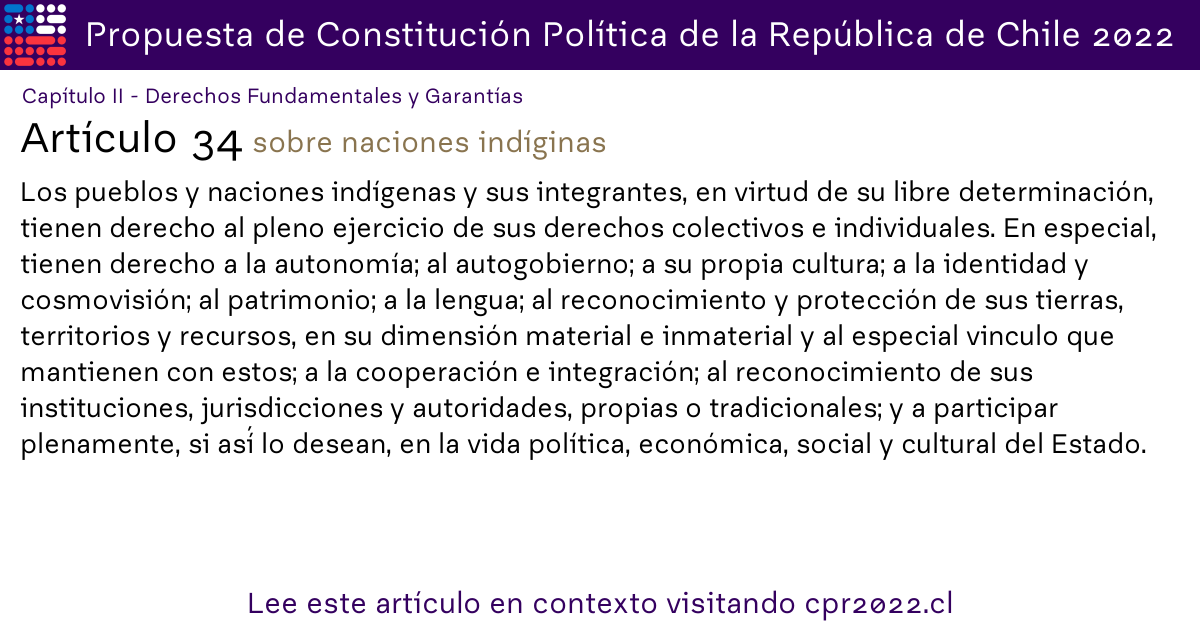 Propuesta de Constitución Política de la República de Chile 2022
Capítulo II - Derechos Fundamentales y Garantías
Artículo 34 sobre naciones indíginas
Los pueblos y naciones indígenas y sus integrantes, en virtud de su libre determinación,
tienen derecho al pleno ejercicio de sus derechos colectivos e individuales. En especial,
tienen derecho a la autonomía; al autogobierno; a su propia cultura; a la identidad y
cosmovisión; al patrimonio; a la lengua; al reconocimiento y protección de sus tierras,
territorios y recursos, en su dimensión material e inmaterial y al especial vinculo que
mantienen con estos; a la cooperación e integración; al reconocimiento de sus
instituciones, jurisdicciones y autoridades, propias o tradicionales; y a participar
plenamente, si así lo desean, en la vida política, económica, social y cultural del Estado.
Lee este artículo en contexto visitando cpr2022.cl